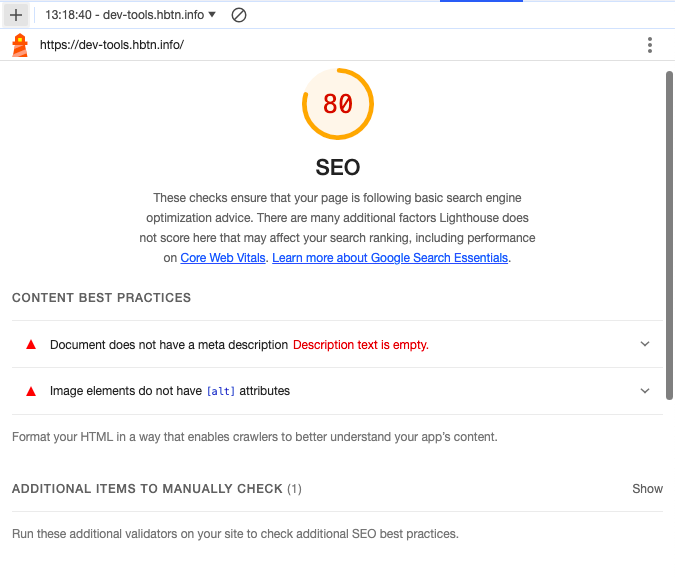 13:18:40 - dev-tools.hbtn.info
https://dev-tools.hbtn.info/
80
SEO
These checks ensure that your page is following basic search engine
optimization advice. There are many additional factors Lighthouse does
not score here that may affect your search ranking, including performance
on Core Web Vitals. Learn more about Google Search Essentials.
CONTENT BEST PRACTICES
Document does not have a meta description Description text is empty.
Image elements do not have [alt] attributes
Format your HTML in a way that enables crawlers to better understand your app's content.
ADDITIONAL ITEMS TO MANUALLY CHECK (1) Show
Run these additional validators on your site to check additional SEO best practices.